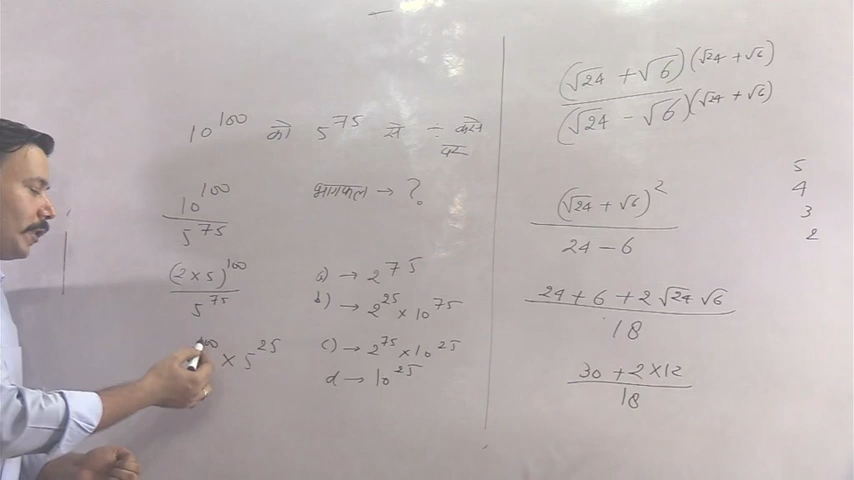 10^100 को 5^75 से ÷ करने
पर
10^100
5^75
भागफल → ?
(2 × 5)^100
5^75
^100 × 5^25
a) → 2^75
b) → 2^25 × 10^75
c) → 2^75 × 10^25
d → 10^25
(√24 + √6) (√24 + √6)
(√24 - √6) (√24 + √6)
(√24 + √6)^2
24 - 6
24 + 6 + 2 √24 √6
18
30 + 2 × 12
18
5
4
3
2